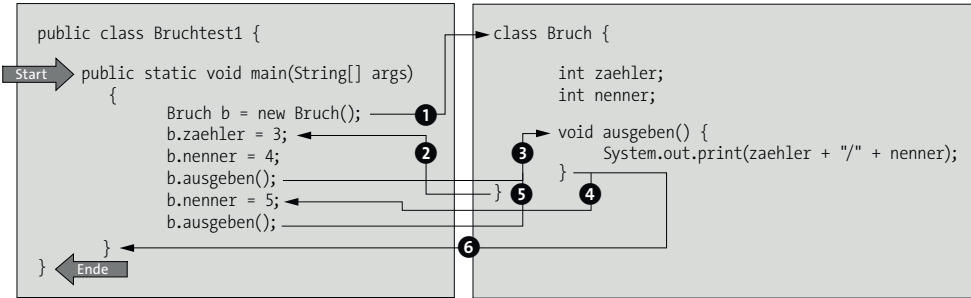 public class Bruchtest1 {
Start
public static void main(String[] args)
{
Bruch b = new Bruch();
b.zaehler = 3;
b.nenner = 4;
b.ausgeben();
b.nenner = 5;
b.ausgeben();
}
}
Ende
1
2
3
5
4
6
class Bruch {
int zaehler;
int nenner;
void ausgeben() {
System.out.print(zaehler + "/" + nenner);
}
}